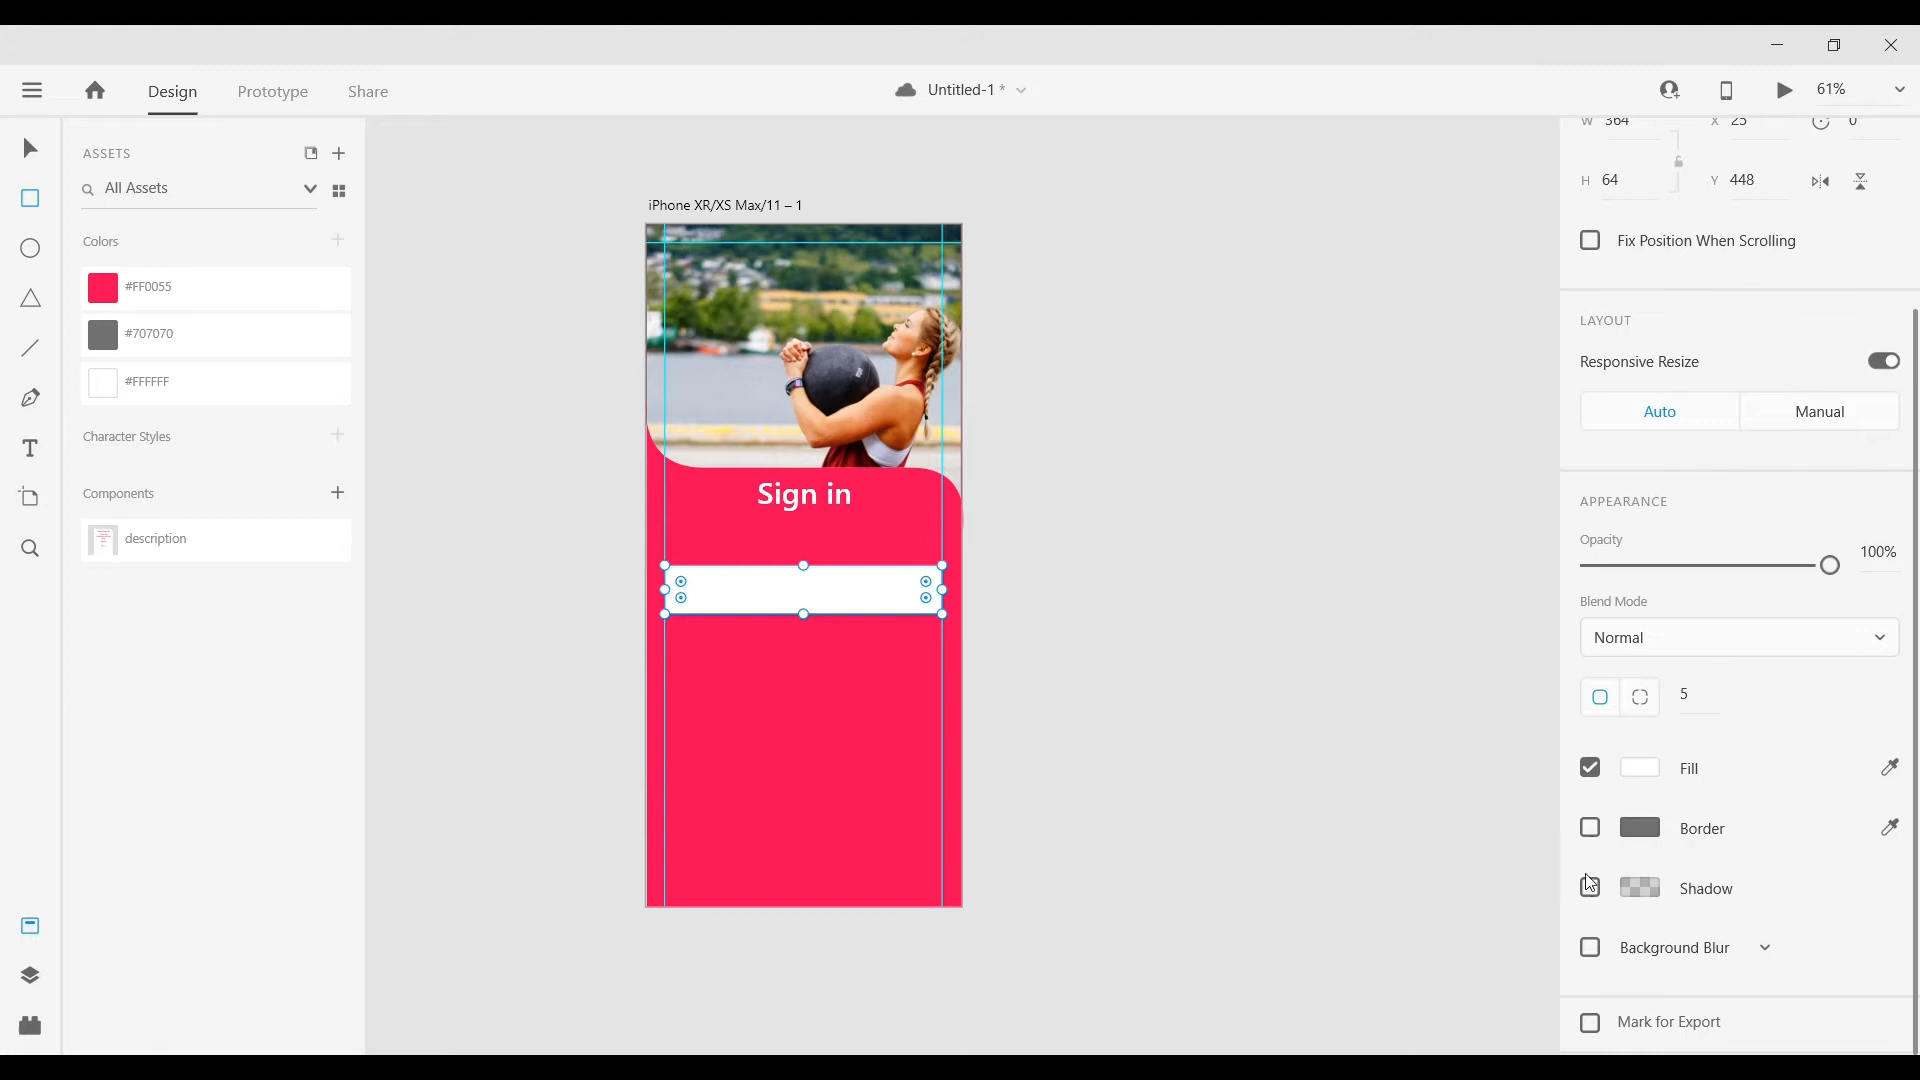 Design
Prototype
Share
Untitled-1 *
61%
ASSETS
All Assets
Colors
#FF0055
#707070
#FFFFFF
Character Styles
Components
description
iPhone XR/XS Max/11 – 1
Sign in
W 364
X 25
0
H 64
Y 448
Fix Position When Scrolling
LAYOUT
Responsive Resize
Auto
Manual
APPEARANCE
Opacity
100%
Blend Mode
Normal
5
Fill
Border
Shadow
Background Blur
Mark for Export